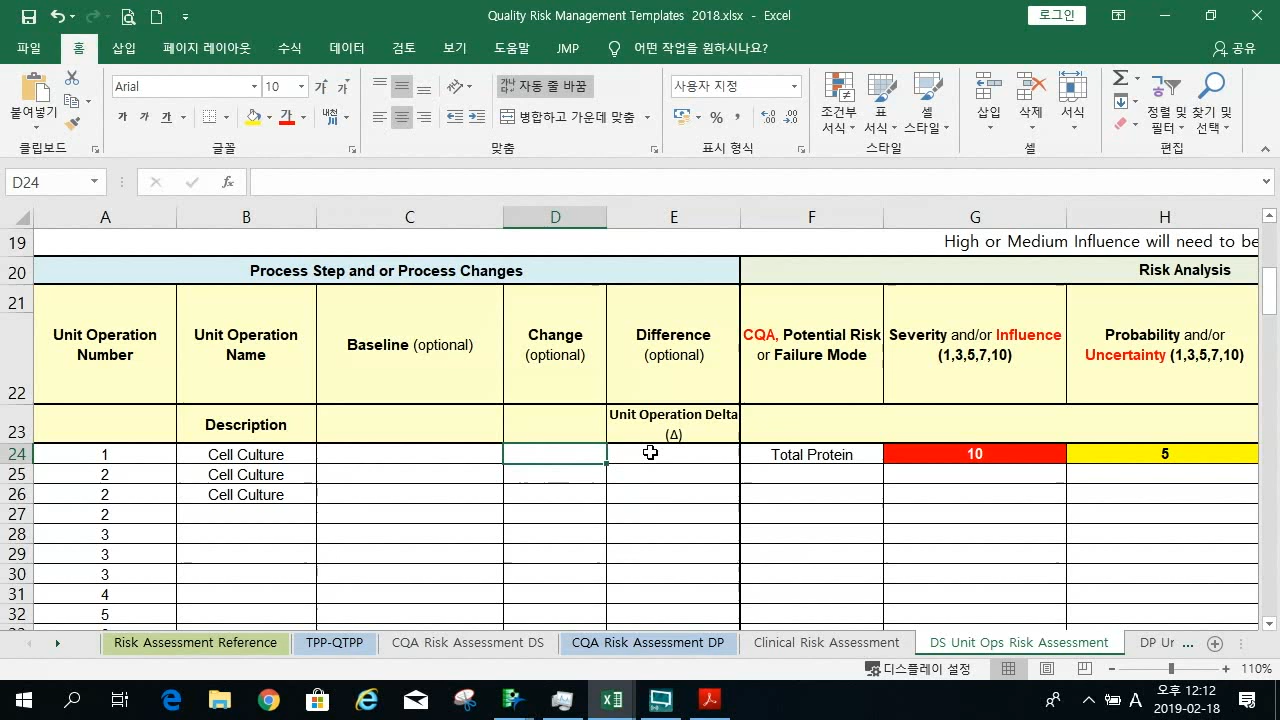 Quality Risk Management Templates 2018.xlsx - Excel
로그인
파일 홈 삽입 페이지 레이아웃 수식 데이터 검토 보기 도움말 JMP 어떤 작업을 원하시나요? 공유
붙여넣기
클립보드
Arial 10
가 가 가 가 내천
글꼴
자동 줄 바꿈
병합하고 가운데 맞춤
맞춤
사용자 지정
%
표시 형식
조건부 서식
표 서식
셀 스타일
스타일
삽입 삭제 서식
셀
정렬 및 필터
찾기 및 선택
편집
D24 fx
A B C D E F G H
19 High or Medium Influence will need to be
20 Process Step and or Process Changes Risk Analysis
21
22 Unit Operation Number Unit Operation Name Baseline (optional) Change (optional) Difference (optional) CQA, Potential Risk or Failure Mode Severity and/or Influence (1,3,5,7,10) Probability and/or Uncertainty (1,3,5,7,10)
23 Description Unit Operation Delta (Δ)
24 1 Cell Culture Total Protein 10 5
25 2 Cell Culture
26 2 Cell Culture
27 2
28 3
29 3
30 3
31 4
32 5
Risk Assessment Reference TPP-QTPP CQA Risk Assessment DS CQA Risk Assessment DP Clinical Risk Assessment DS Unit Ops Risk Assessment DP Ur ...
디스플레이 설정 110%
A 오후 12:12
2019-02-18